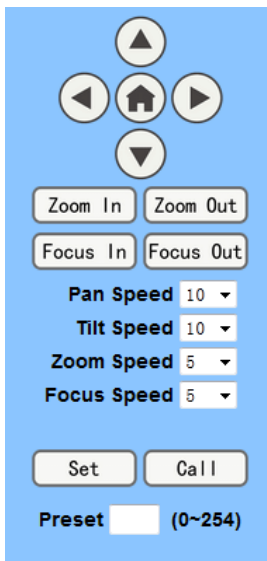 Zoom In Zoom Out
Focus In Focus Out
Pan Speed 10
Tilt Speed 10
Zoom Speed 5
Focus Speed 5
Set Call
Preset (0~254)